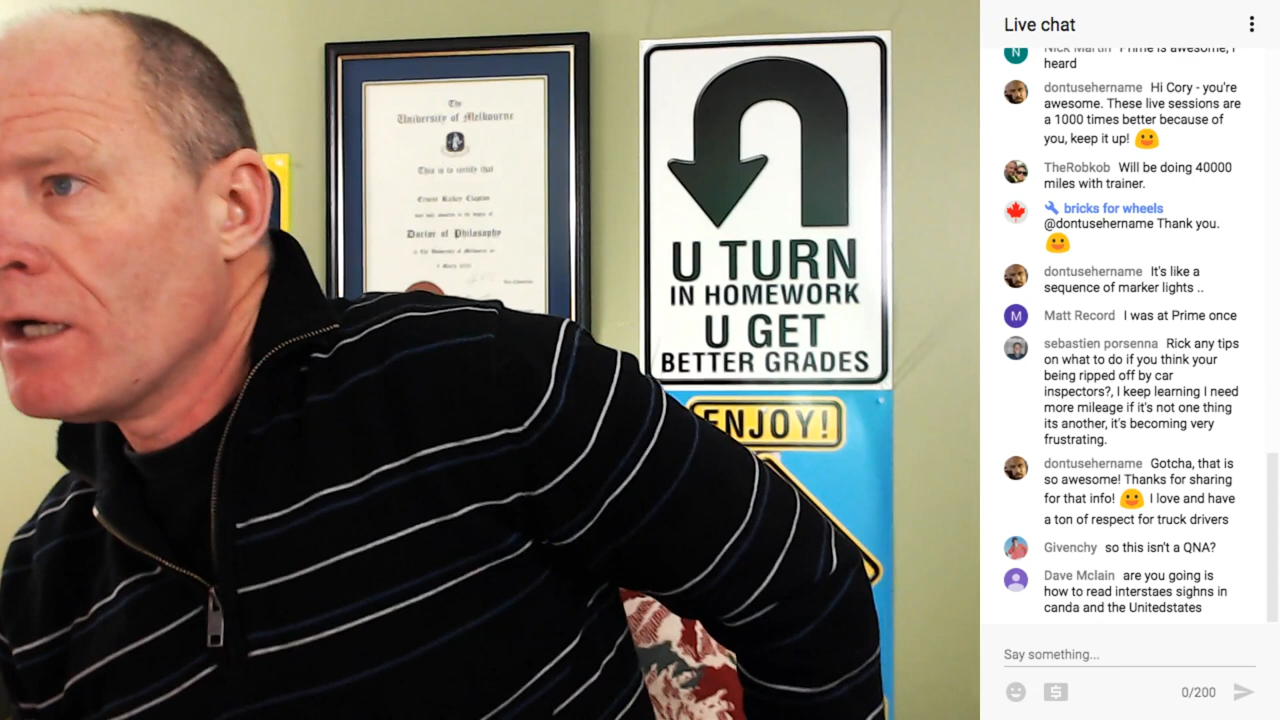 The
University of Melbourne
This is to certify that
Doctor of Philosophy
U TURN
IN HOMEWORK
U GET
BETTER GRADES
ENJOY!
Live chat
N
Nick Martin Prime is awesome, I
heard
dontusehername Hi Cory - you're
awesome. These live sessions are
a 1000 times better because of
you, keep it up!
TheRobkob Will be doing 40000
miles with trainer.
bricks for wheels
@dontusehername Thank you.
dontusehername It's like a
sequence of marker lights ..
M
Matt Record I was at Prime once
sebastien porsenna Rick any tips
on what to do if you think your
being ripped off by car
inspectors?, I keep learning I need
more mileage if it's not one thing
its another, it's becoming very
frustrating.
dontusehername Gotcha, that is
so awesome! Thanks for sharing
for that info! I love and have
a ton of respect for truck drivers
Givenchy so this isn't a QNA?
Dave Mclain are you going is
how to read interstaes sighns in
canda and the Unitedstates
Say something...
0/200